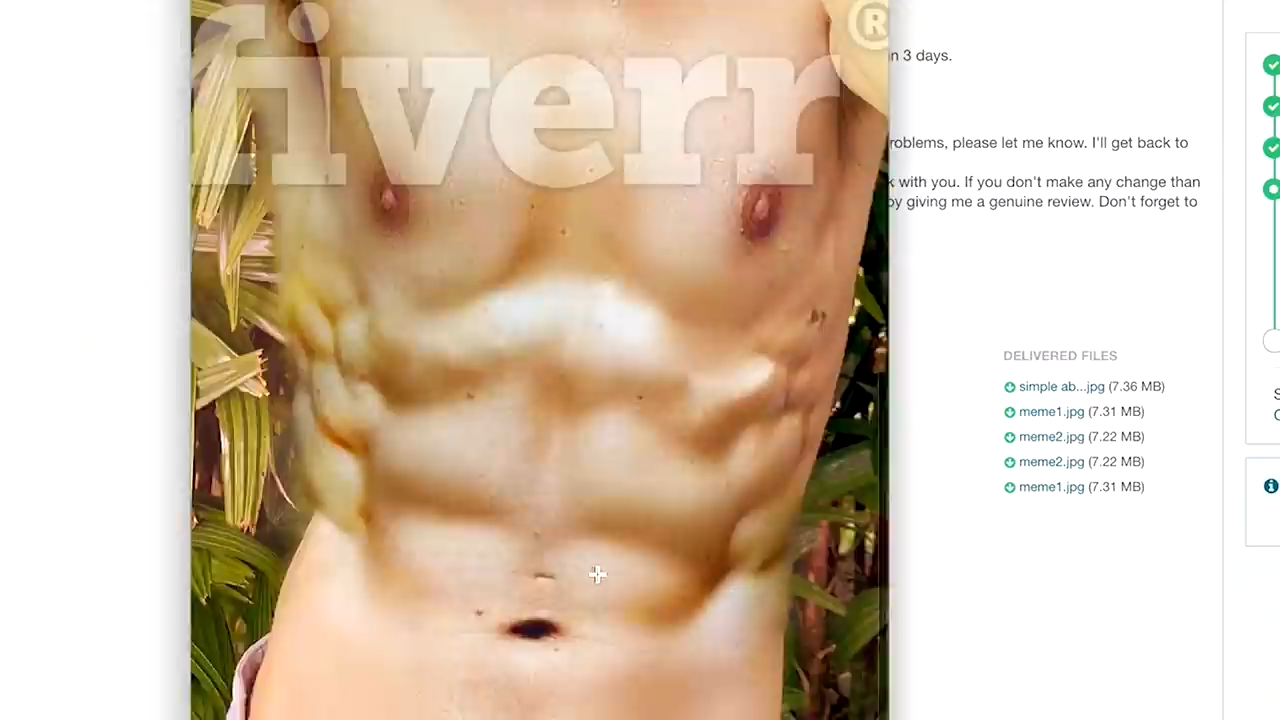 fiverr®
n 3 days.
roblems, please let me know. I'll get back to
k with you. If you don't make any change than
by giving me a genuine review. Don't forget to
DELIVERED FILES
simple ab...jpg (7.36 MB)
meme1.jpg (7.31 MB)
meme2.jpg (7.22 MB)
meme2.jpg (7.22 MB)
meme1.jpg (7.31 MB)